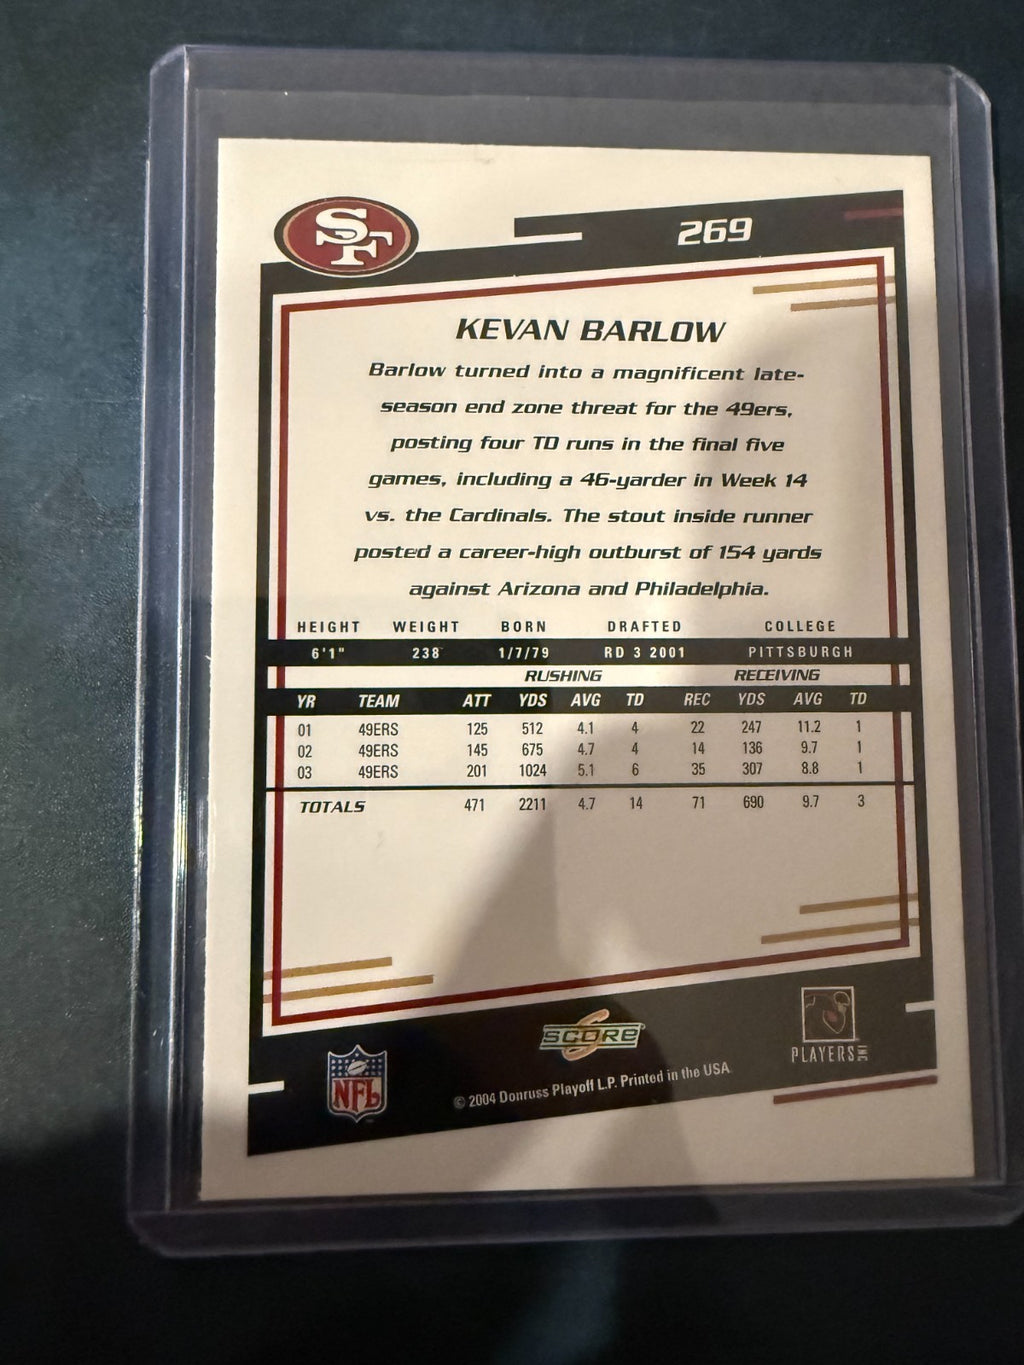 SF
269
KEVAN BARLOW
Barlow turned into a magnificent late-
season end zone threat for the 49ers,
posting four TD runs in the final five
games, including a 46-yarder in Week 14
vs. the Cardinals. The stout inside runner
posted a career-high outburst of 154 yards
against Arizona and Philadelphia.
HEIGHT WEIGHT BORN DRAFTED COLLEGE
6'1" 238 1/7/79 RD 3 2001 PITTSBURGH
RUSHING RECEIVING
YR TEAM ATT YDS AVG TD REC YDS AVG TD
01 49ERS 125 512 4.1 4 22 247 11.2 1
02 49ERS 145 675 4.7 4 14 136 9.7 1
03 49ERS 201 1024 5.1 6 35 307 8.8 1
TOTALS 471 2211 4.7 14 71 690 9.7 3
SCORE
PLAYERS INC
NFL
© 2004 Donruss Playoff L.P. Printed in the USA